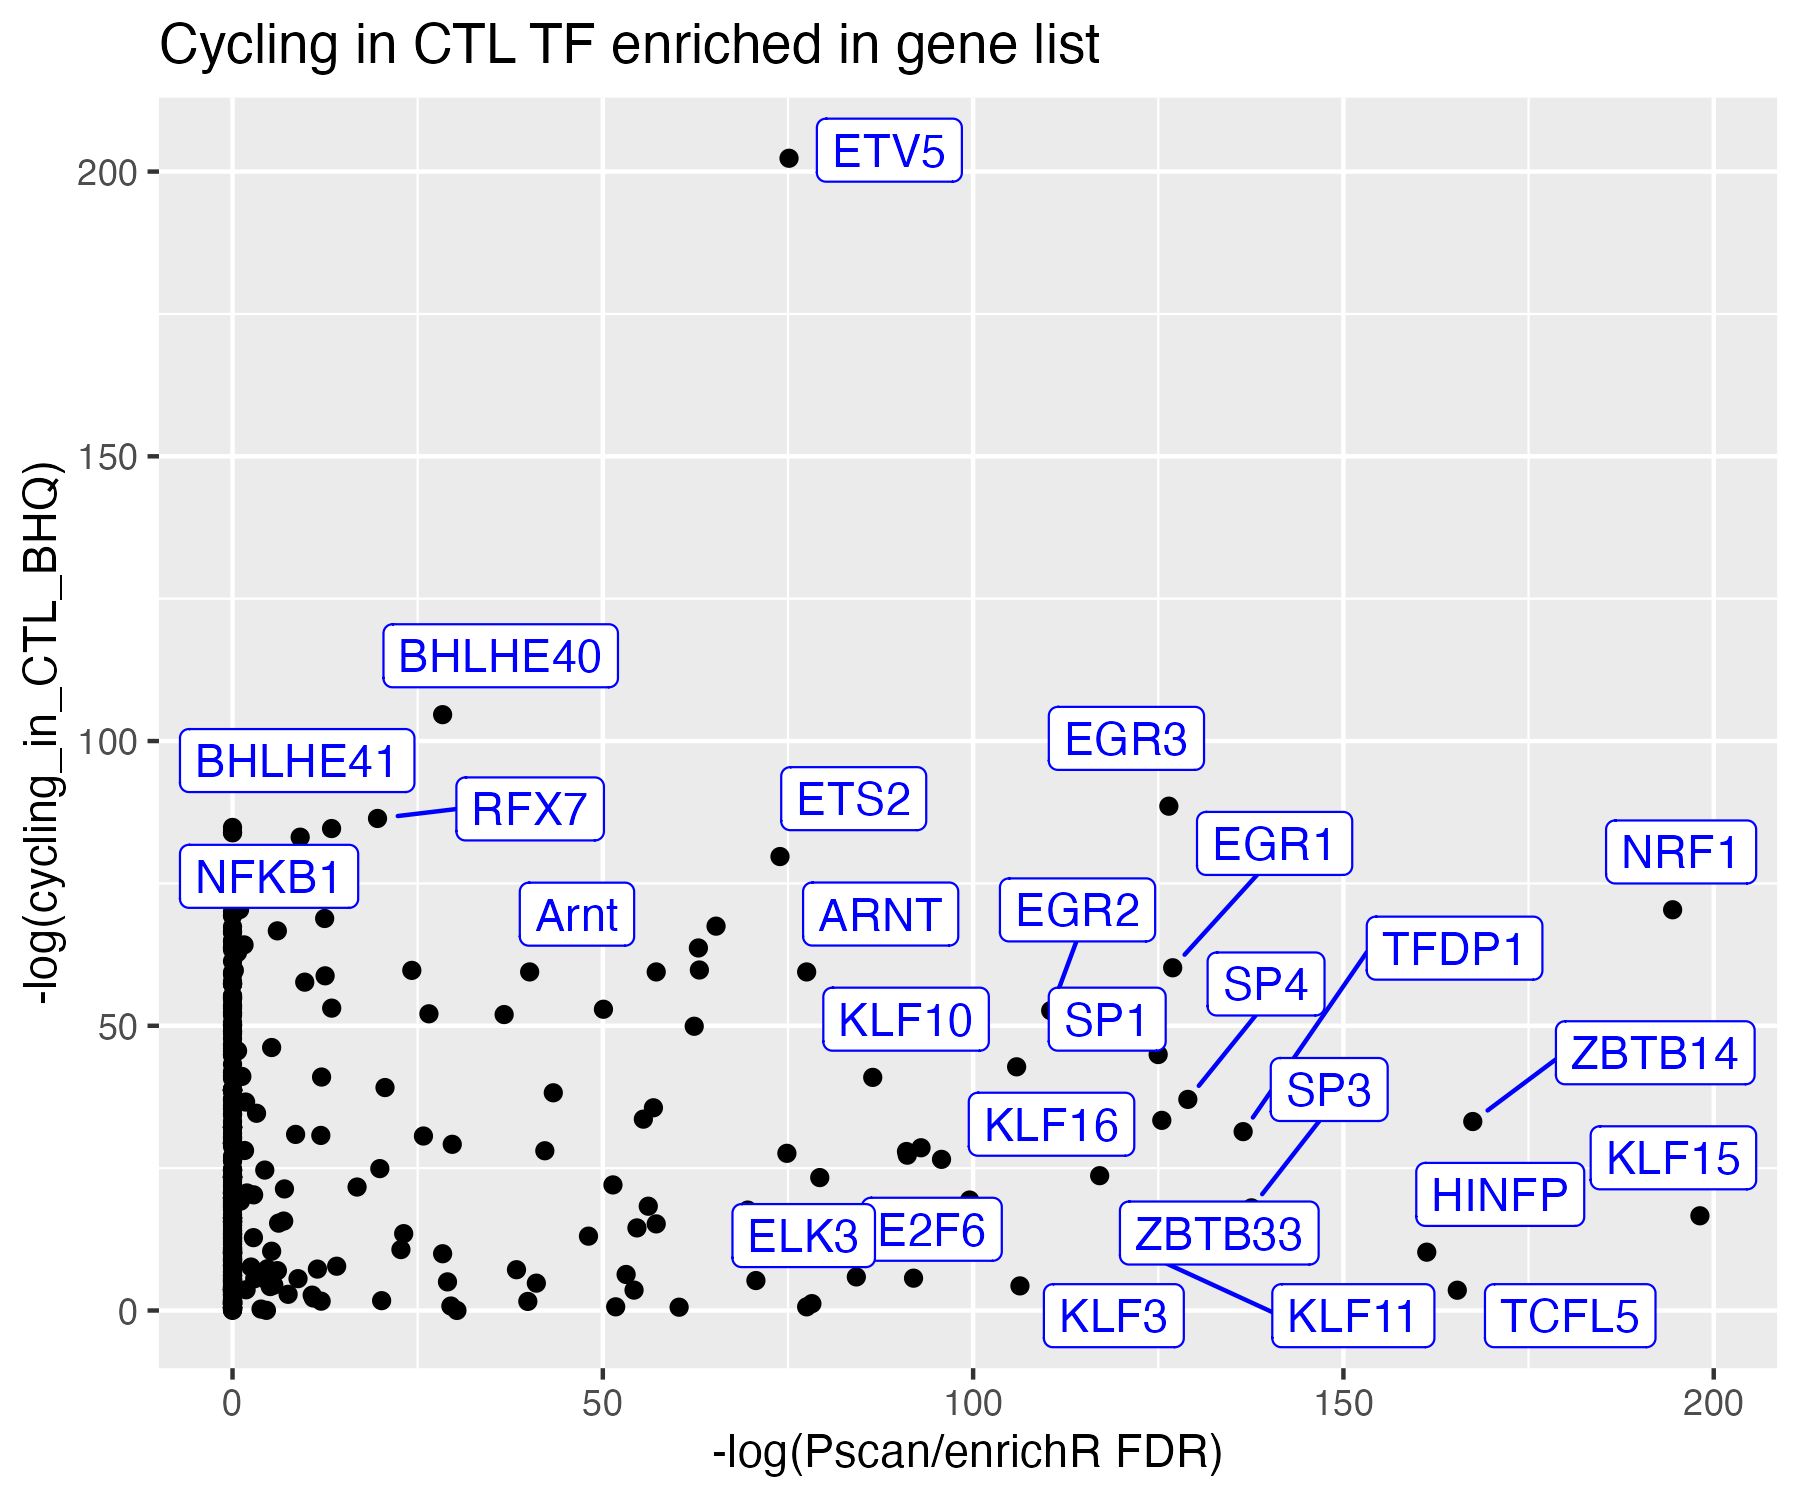 Cycling in CTL TF enriched in gene list
ETV5
200
150
BHLHE40
EGR3
100
BHLHE41
ETS2
RFX7
EGR1
NRF1
NFKB1
Arnt
ARNT
EGR2
TFDP1
SP4
KLF10
SP1
50
ZBTB14
SP3
KLF16
KLF15
HINFP
ELK3
E2F6
ZBTB33
KLF3
KLF11
TCFL5
0
0
50
100
150
200
-log(Pscan/enrichR FDR)
-log(cycling_in_CTL_BHQ)